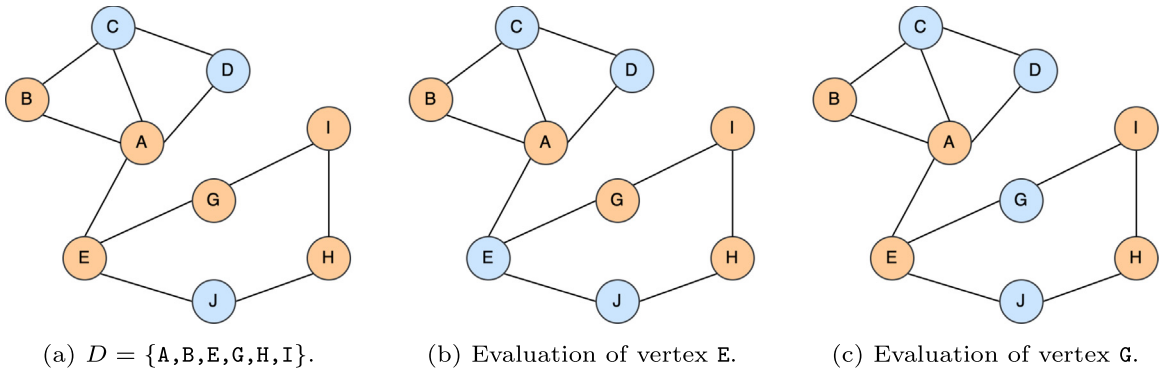 C
D
B
A
I
G
E
H
J
(a) D = {A,B,E,G,H,I}.
C
D
B
A
I
G
E
H
J
(b) Evaluation of vertex E.
C
D
B
A
I
G
E
H
J
(c) Evaluation of vertex G.